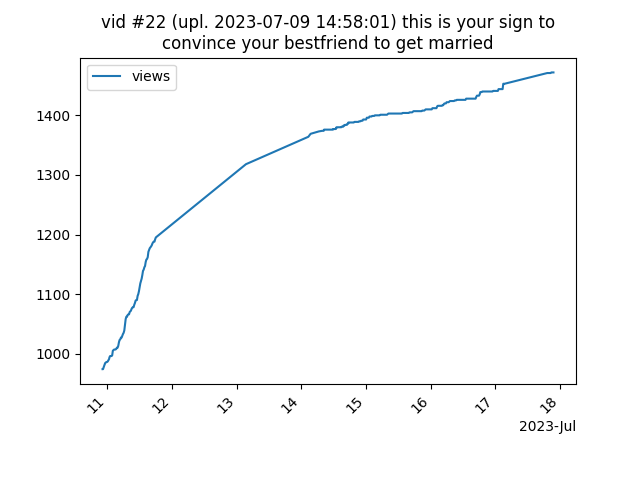 vid #22 (upl. 2023-07-09 14:58:01) this is your sign to
convince your bestfriend to get married
views
1400
1300
1200
1100
1000
11 12 13 14 15 16 17 18
2023-Jul